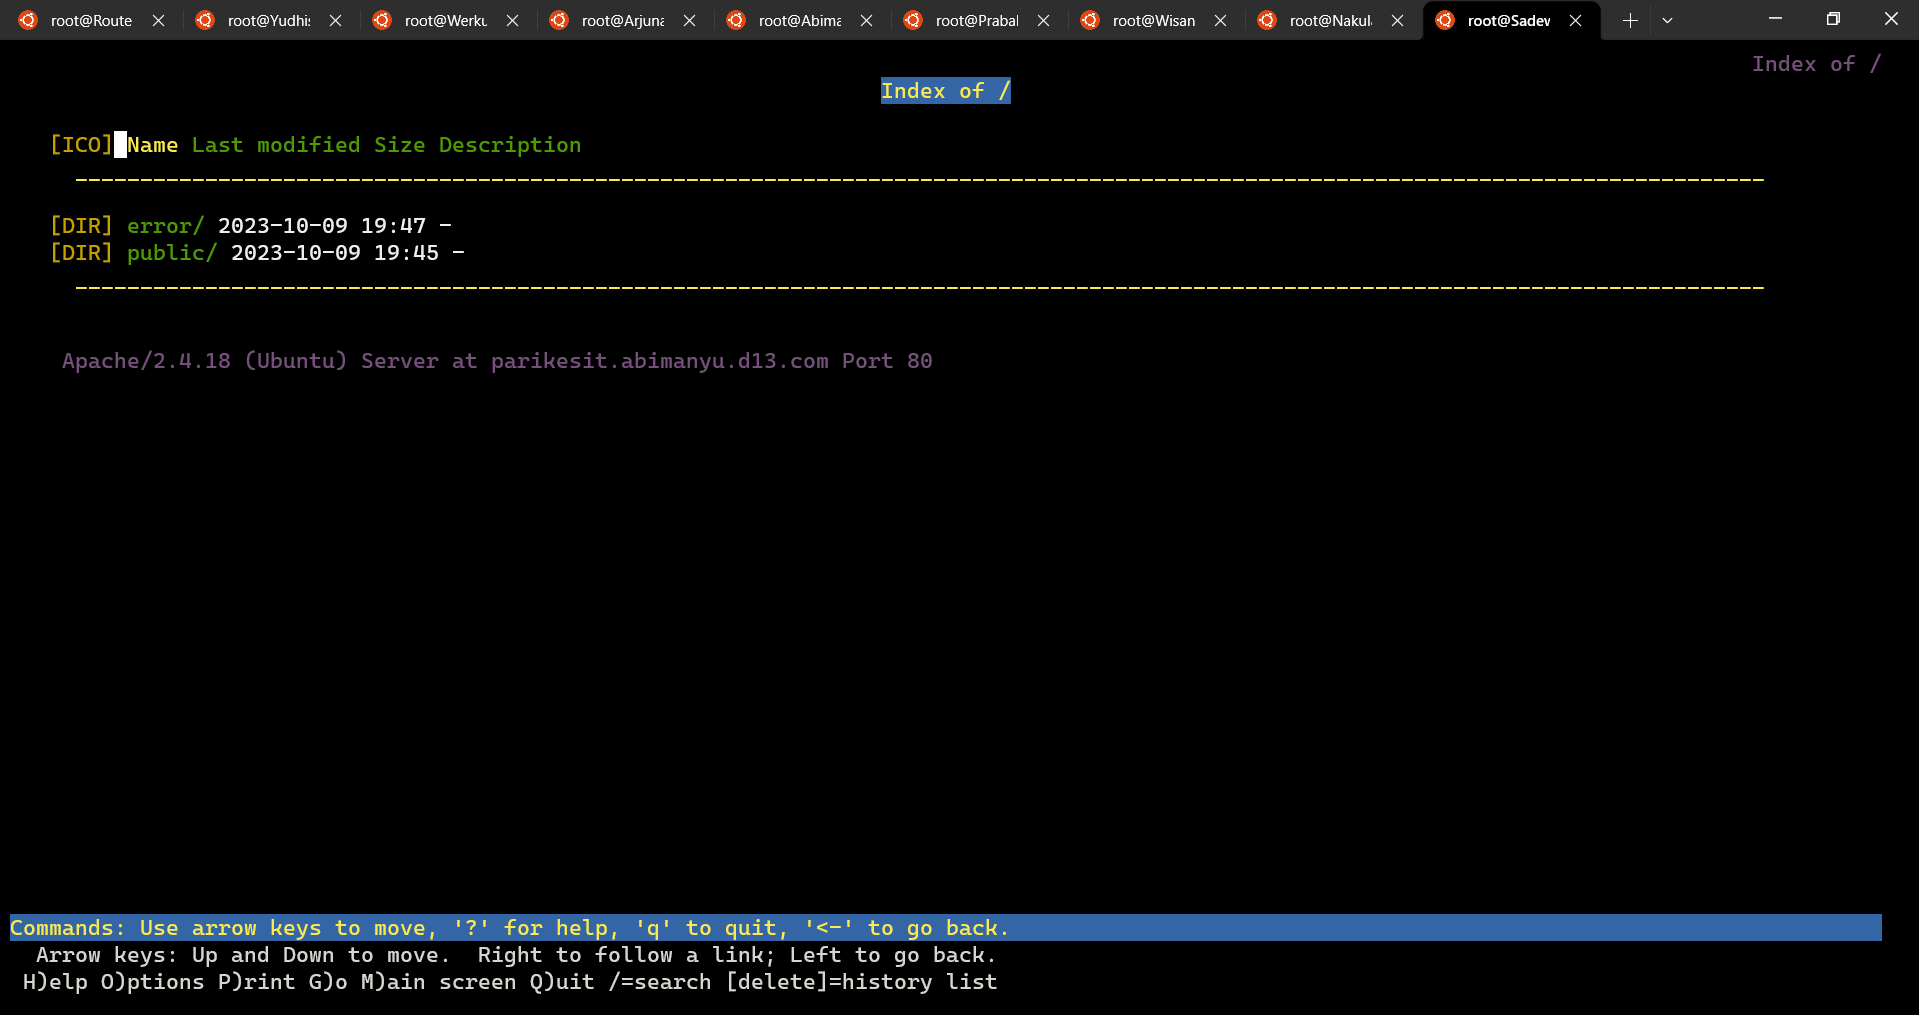 root@Route root@Yudhis root@Werku root@Arjuna root@Abima root@Prabal root@Wisan root@Nakul root@Sadew
Index of /
Index of /
[ICO] Name Last modified Size Description
[DIR] error/ 2023-10-09 19:47 -
[DIR] public/ 2023-10-09 19:45 -
Apache/2.4.18 (Ubuntu) Server at parikesit.abimanyu.d13.com Port 80
Commands: Use arrow keys to move, '?' for help, 'q' to quit, '<-' to go back.
Arrow keys: Up and Down to move.  Right to follow a link; Left to go back.
H)elp O)ptions P)rint G)o M)ain screen Q)uit /=search [delete]=history list